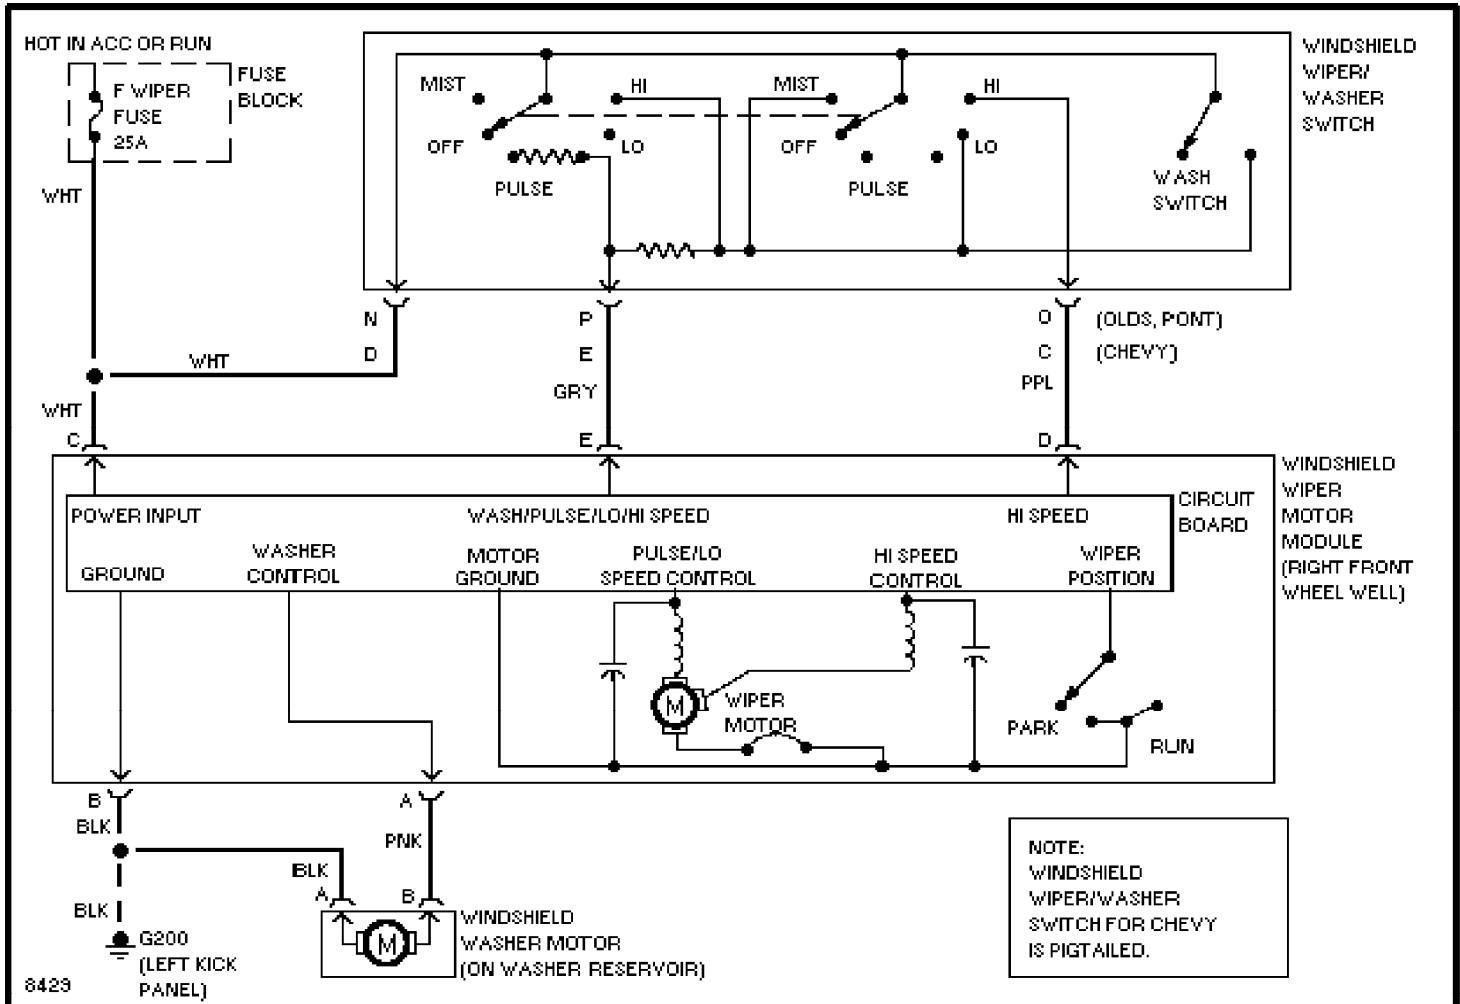 HOT IN ACC OR RUN
F WIPER
FUSE
25A
FUSE
BLOCK
WHT
WHT
WHT
C
MIST
HI
OFF
LO
PULSE
MIST
HI
OFF
LO
PULSE
WASH
SWITCH
WINDSHIELD
WIPER/
WASHER
SWITCH
N
D
P
E
GRY
E
O (OLDS, PONT)
C (CHEVY)
PPL
D
POWER INPUT
WASH/PULSE/LO/HI SPEED
HI SPEED
CIRCUIT
BOARD
GROUND
WASHER
CONTROL
MOTOR
GROUND
PULSE/LO
SPEED CONTROL
HI SPEED
CONTROL
WIPER
POSITION
WINDSHIELD
WIPER
MOTOR
MODULE
(RIGHT FRONT
WHEEL WELL)
M
WIPER
MOTOR
PARK
RUN
B
BLK
A
PNK
BLK
A
B
BLK
G200
(LEFT KICK
PANEL)
M
WINDSHIELD
WASHER MOTOR
(ON WASHER RESERVOIR)
NOTE:
WINDSHIELD
WIPER/WASHER
SWITCH FOR CHEVY
IS PIGTAILED.
8429